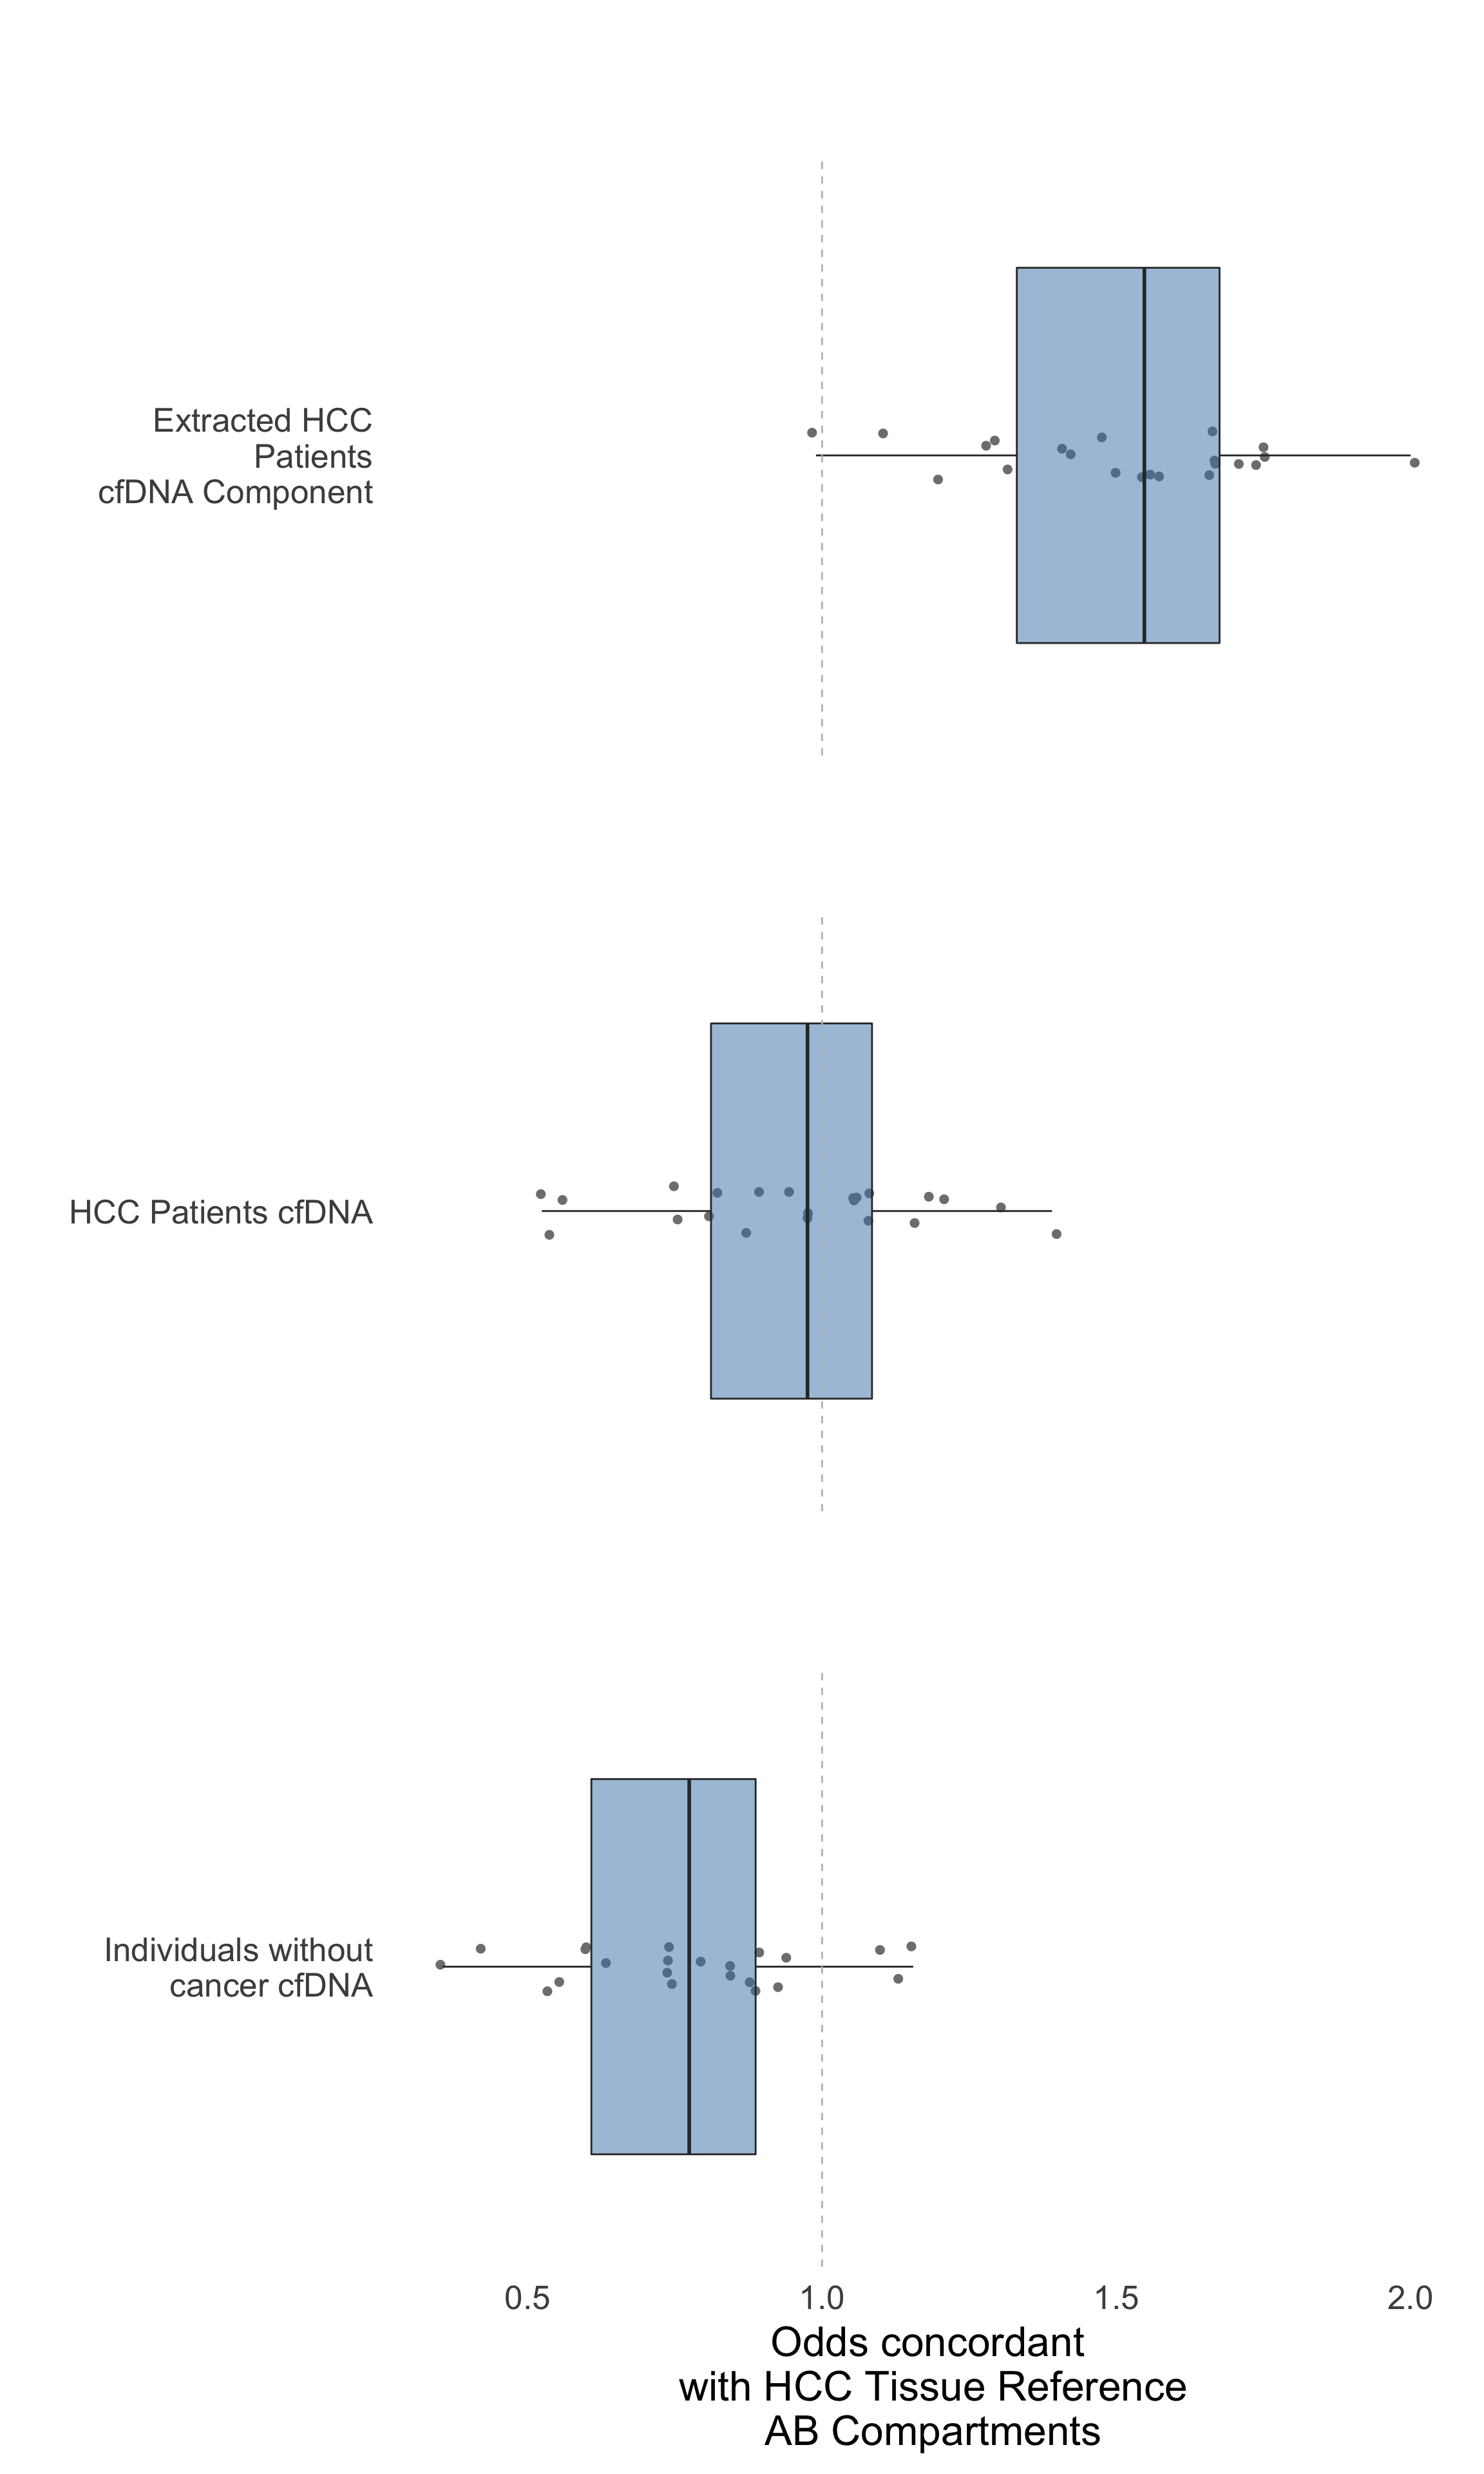 Extracted HCC
Patients
cfDNA Component
HCC Patients cfDNA
Individuals without
cancer cfDNA
0.5 1.0 1.5 2.0
Odds concordant
with HCC Tissue Reference
AB Compartments